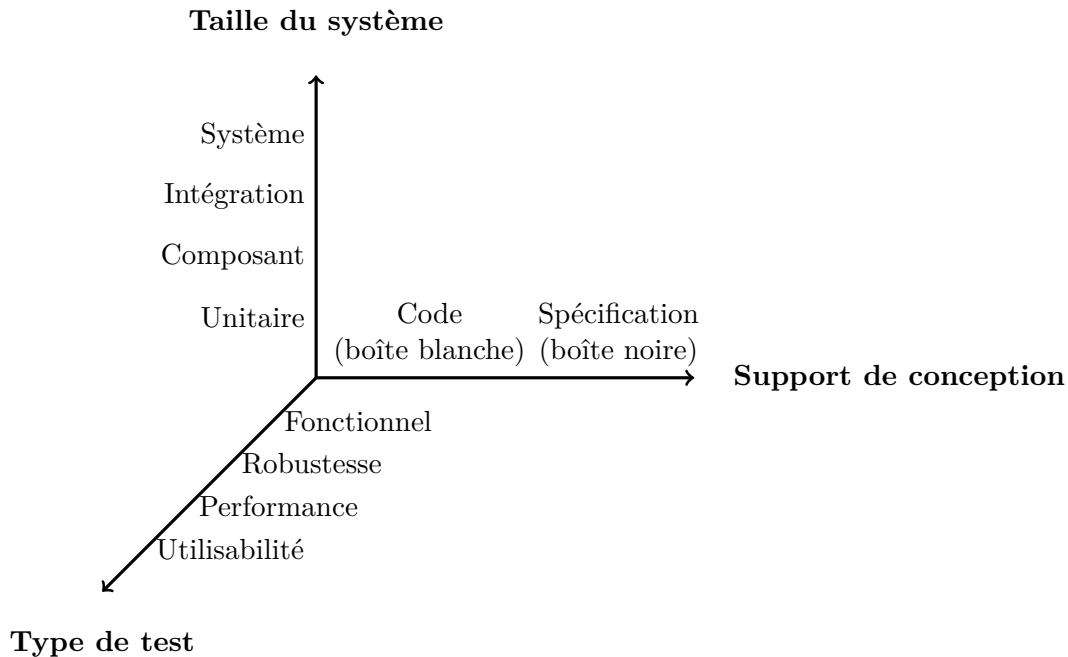 Taille du système
Système
Intégration
Composant
Unitaire
Code
(boîte blanche)
Spécification
(boîte noire)
Support de conception
Fonctionnel
Robustesse
Performance
Utilisabilité
Type de test